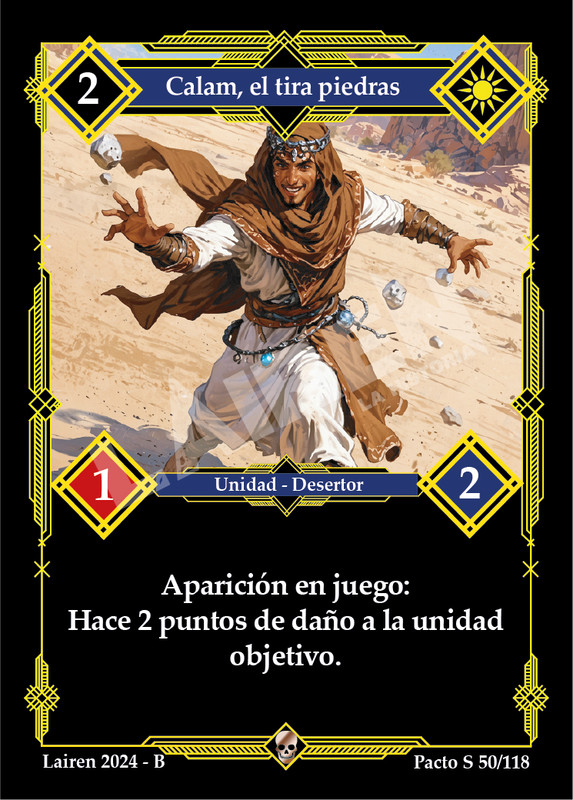 2
Calam, el tira piedras
1
Unidad - Desertor
2
Aparición en juego:
Hace 2 puntos de daño a la unidad
objetivo.
Lairen 2024 - B
Pacto S 50/118